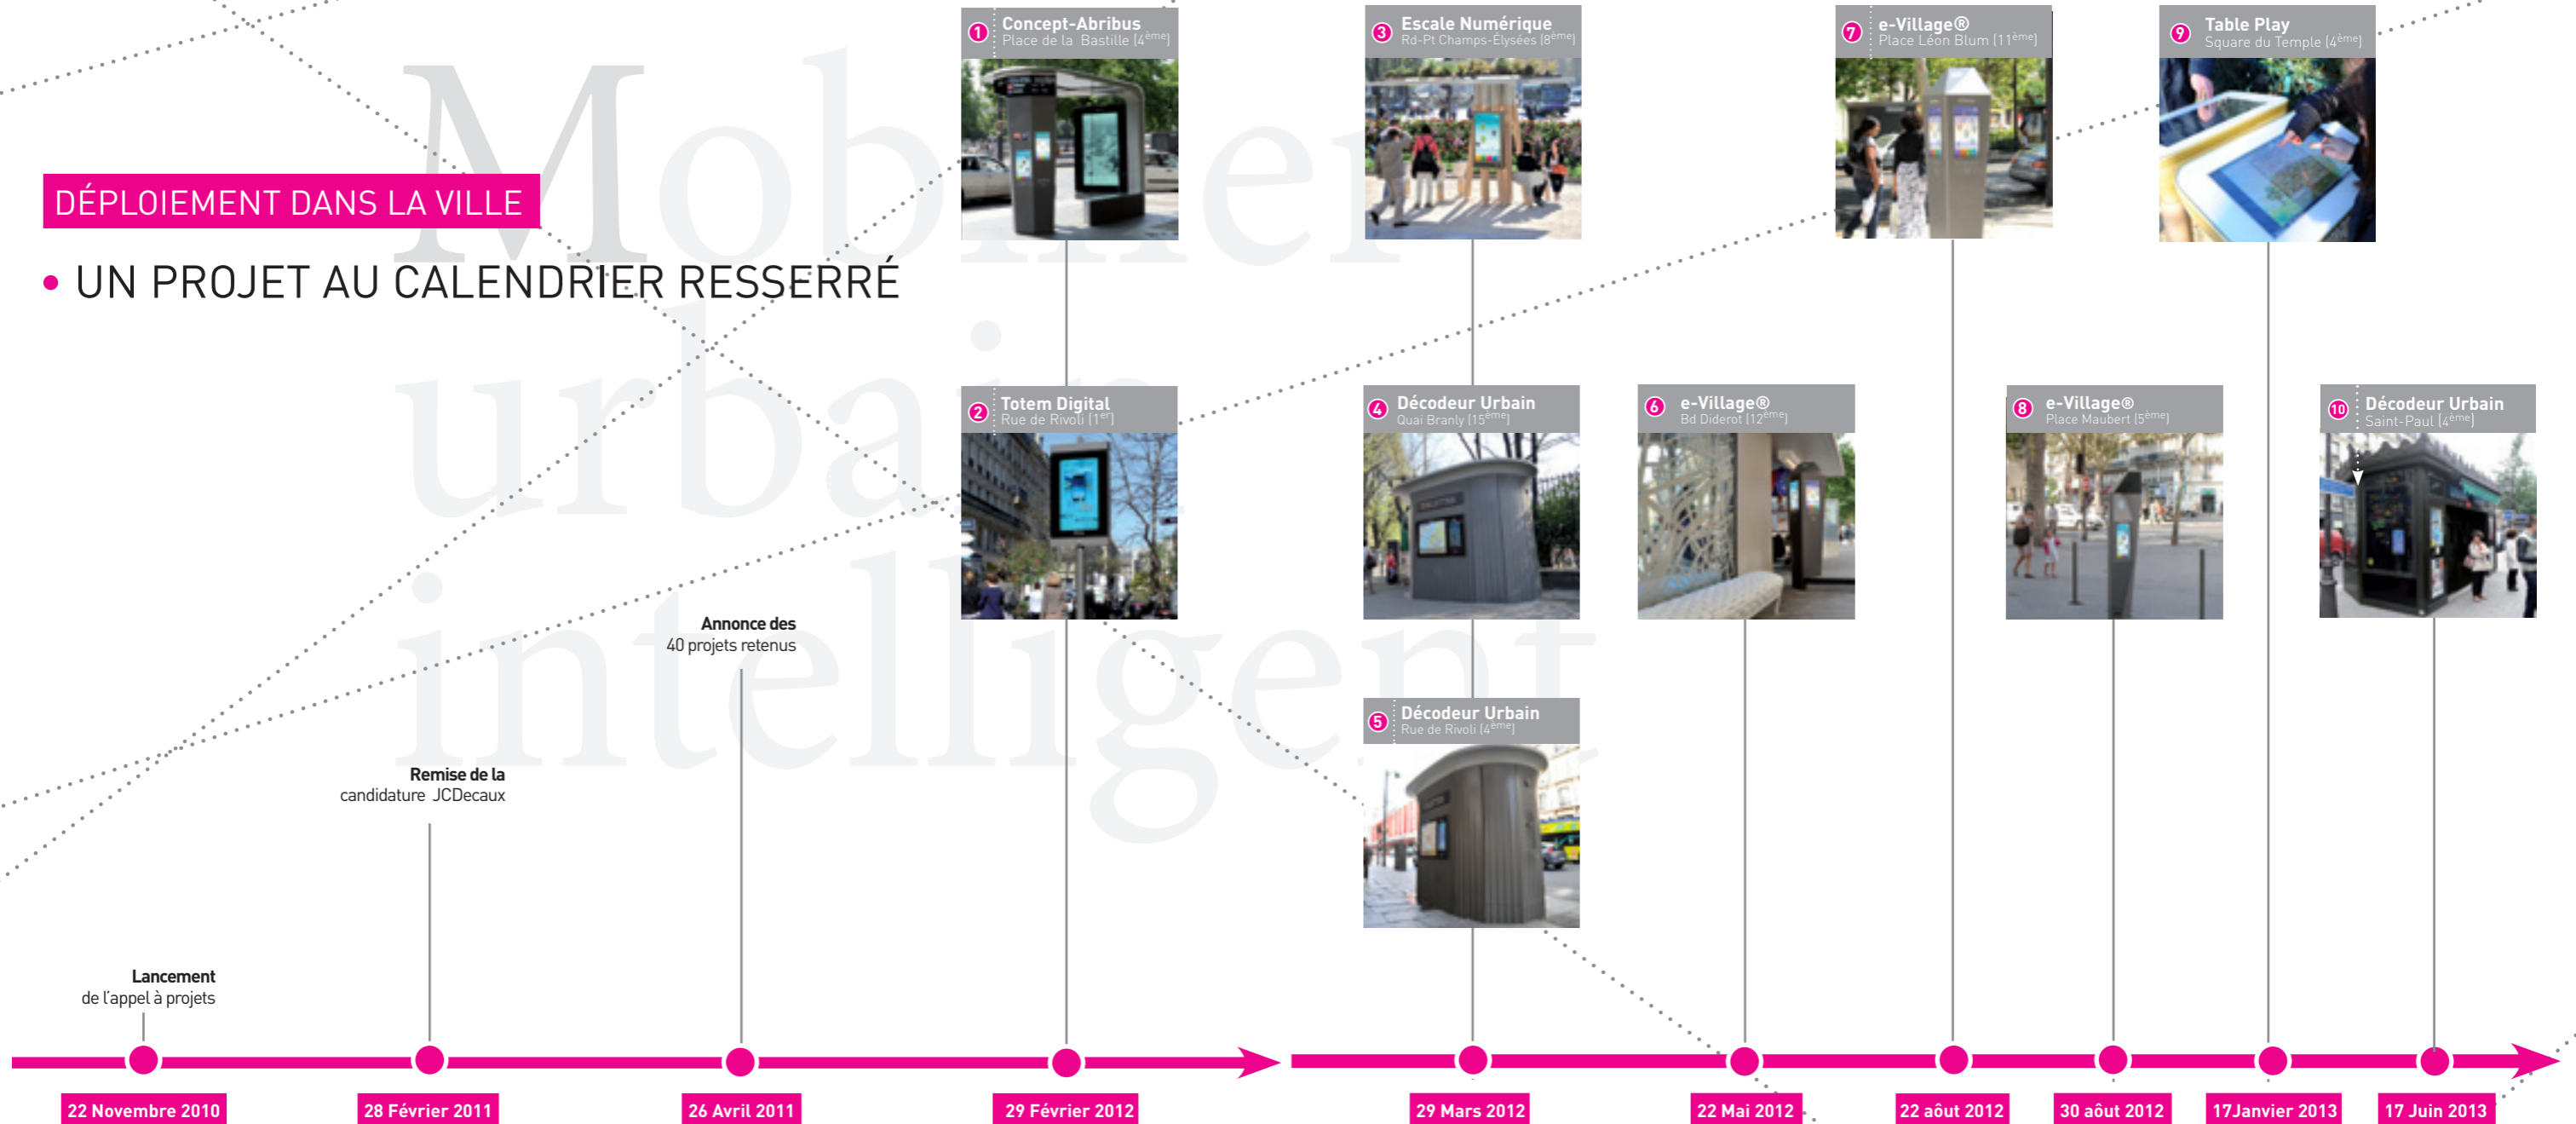 Mobilier
urbain
intelligent
DÉPLOIEMENT DANS LA VILLE
• UN PROJET AU CALENDRIER RESSERRÉ
1 Concept-Abribus
Place de la Bastille (4ème)
3 Escale Numérique
Rd-Pt Champs-Élysées (8ème)
7 e-Village®
Place Léon Blum (11ème)
9 Table Play
Square du Temple (4ème)
2 Totem Digital
Rue de Rivoli (1er)
4 Décodeur Urbain
Quai Branly (15ème)
6 e-Village®
Bd Diderot (12ème)
8 e-Village®
Place Maubert (5ème)
10 Décodeur Urbain
Saint-Paul (4ème)
5 Décodeur Urbain
Rue de Rivoli (4ème)
Annonce des
40 projets retenus
Remise de la
candidature JCDecaux
Lancement
de l'appel à projets
22 Novembre 2010
28 Février 2011
26 Avril 2011
29 Février 2012
29 Mars 2012
22 Mai 2012
22 aôut 2012
30 aôut 2012
17Janvier 2013
17 Juin 2013